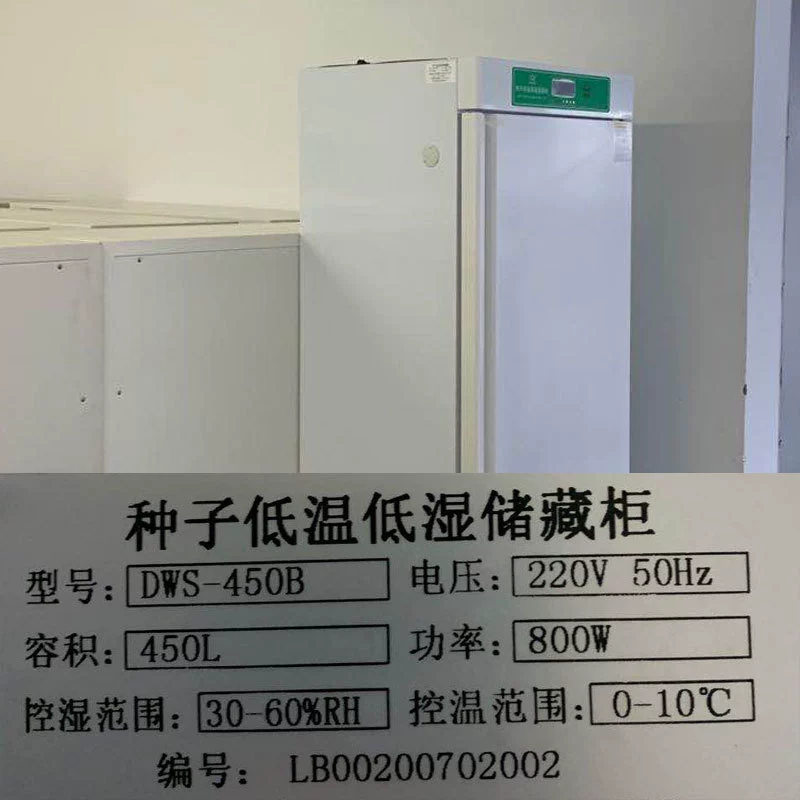 种子低温低湿储藏柜
型号: DWS-450B 电压: 220V 50Hz
容积: 450L 功率: 800W
控湿范围: 30-60%RH 控温范围: 0-10℃
编号: LB00200702002